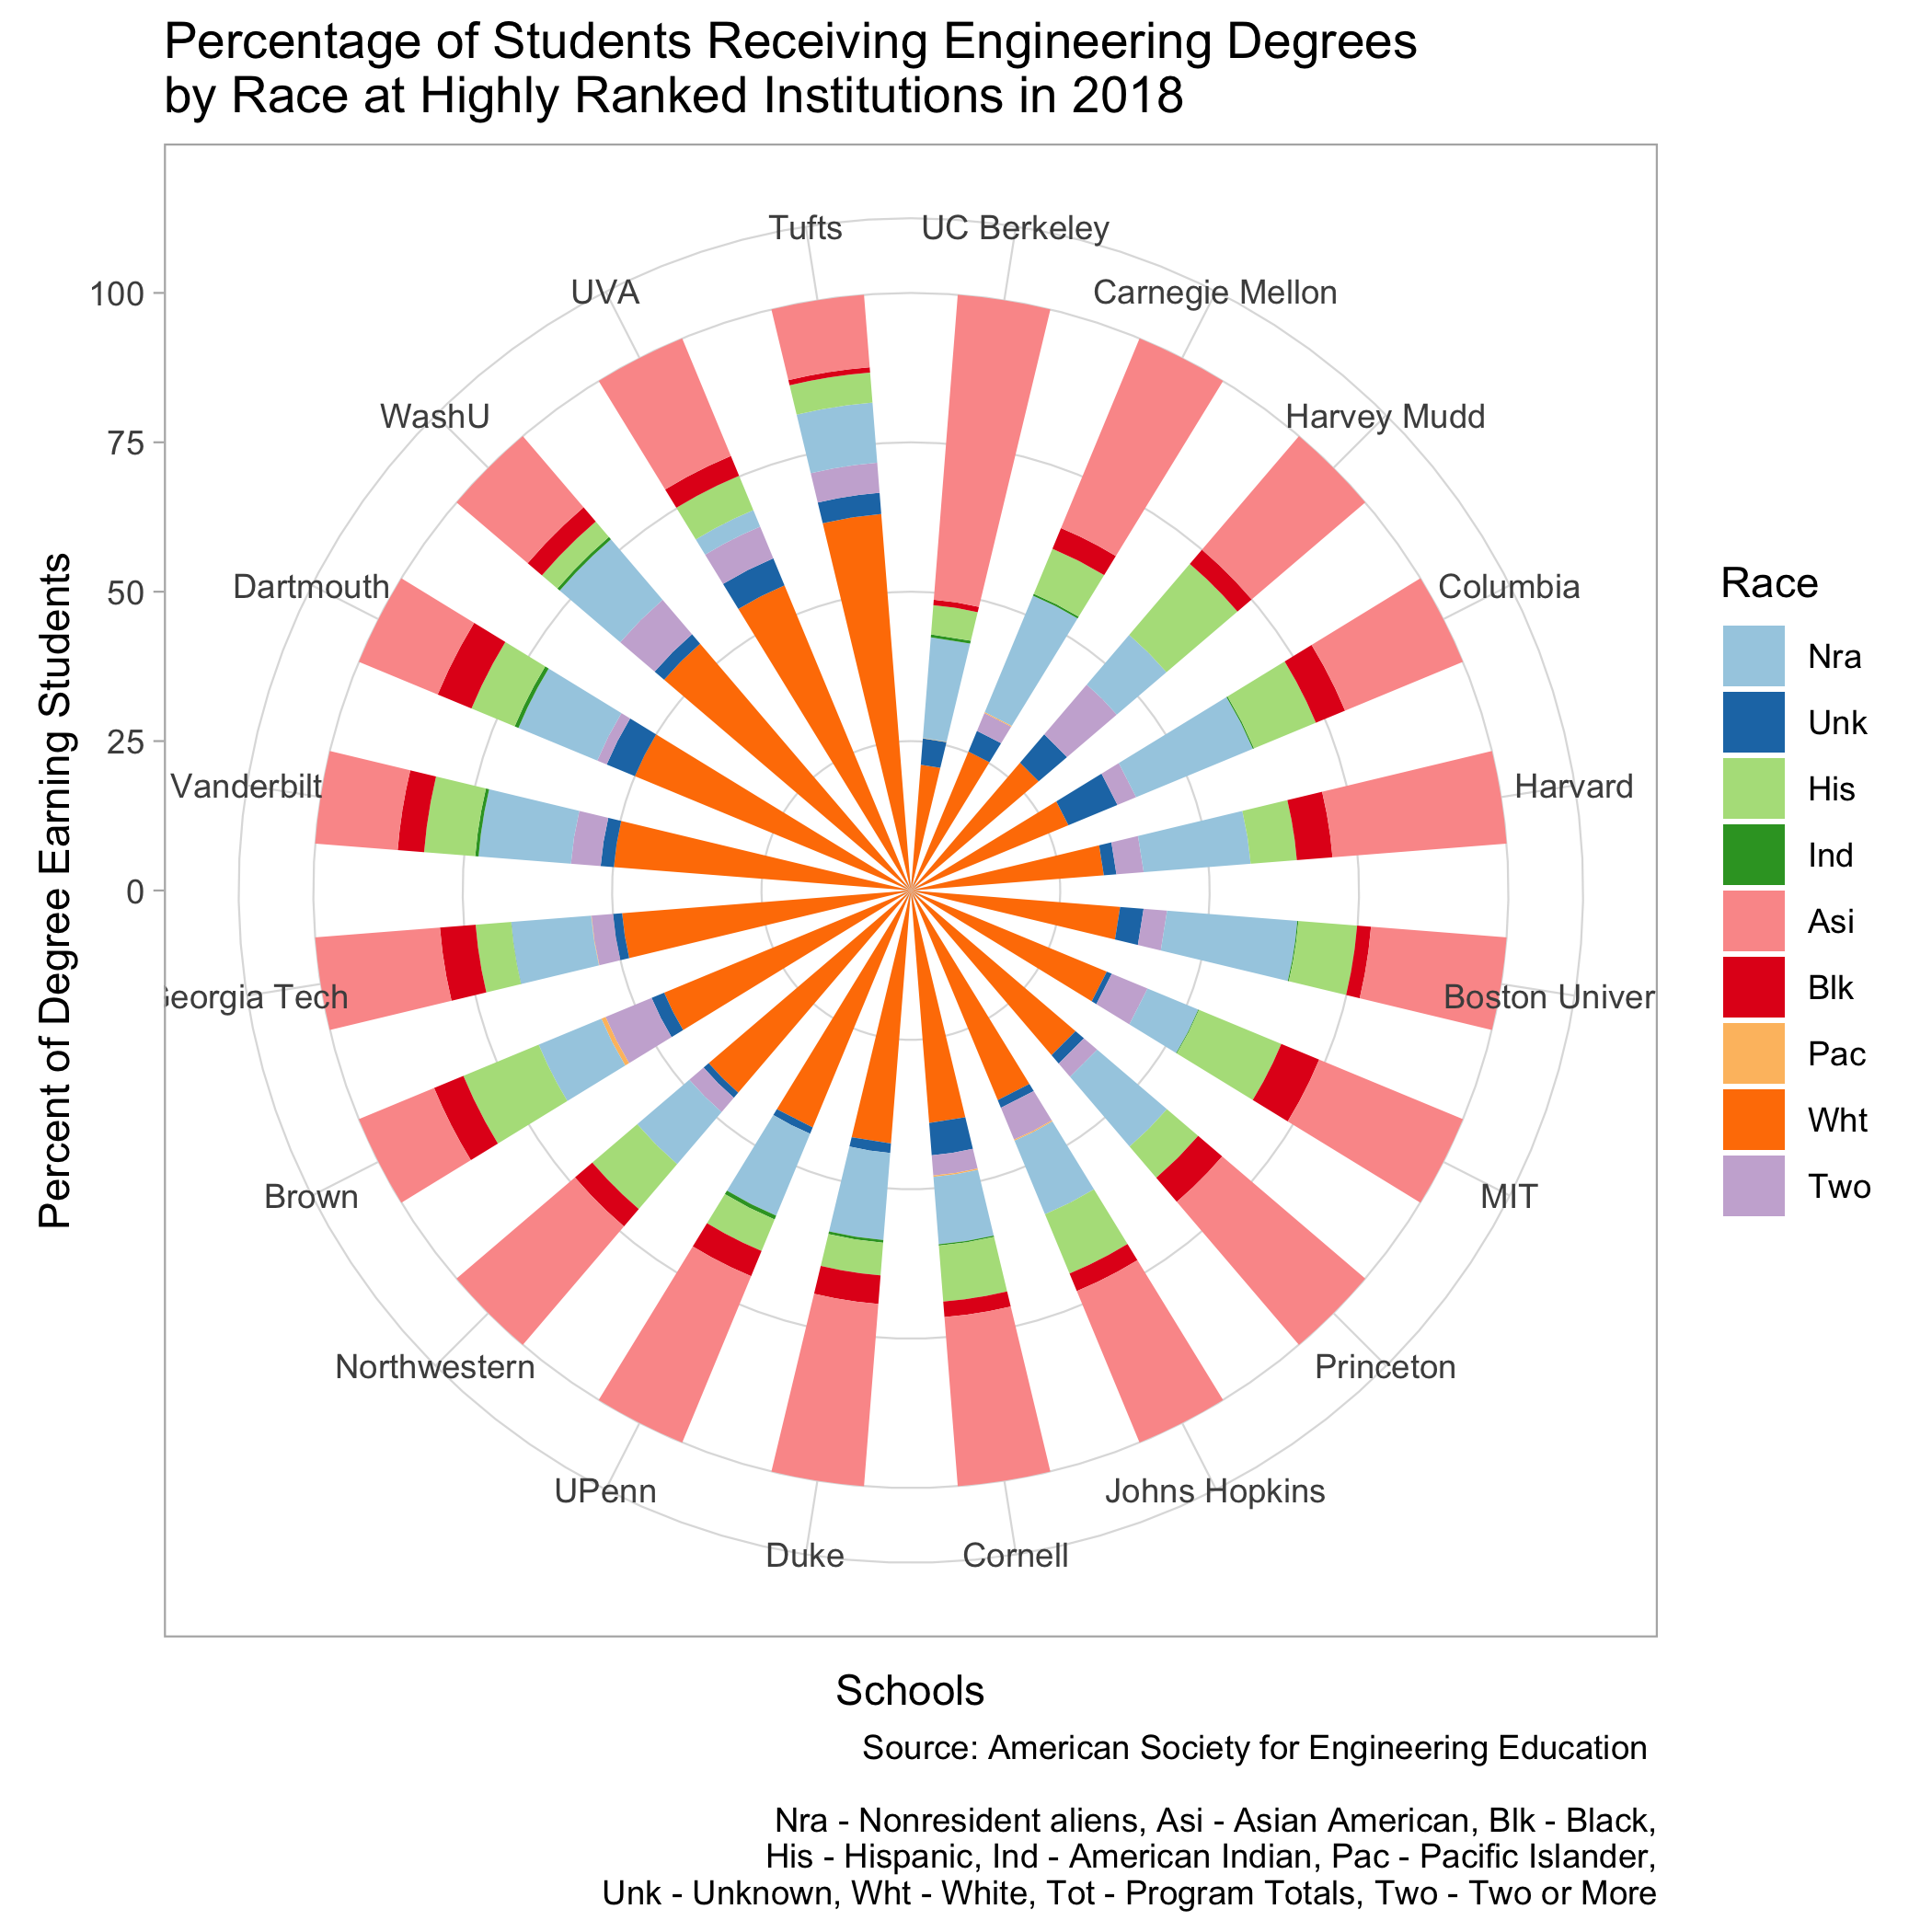 Percentage of Students Receiving Engineering Degrees
by Race at Highly Ranked Institutions in 2018
Tufts
UC Berkeley
UVA
Carnegie Mellon
WashU
Harvey Mudd
Dartmouth
Columbia
Vanderbilt
Harvard
eorgia Tech
Boston Univer
Brown
MIT
Northwestern
Princeton
UPenn
Johns Hopkins
Duke
Cornell
100
75
50
25
0
Percent of Degree Earning Students
Race
Nra
Unk
His
Ind
Asi
Blk
Pac
Wht
Two
Schools
Source: American Society for Engineering Education
Nra - Nonresident aliens, Asi - Asian American, Blk - Black,
His - Hispanic, Ind - American Indian, Pac - Pacific Islander,
Unk - Unknown, Wht - White, Tot - Program Totals, Two - Two or More